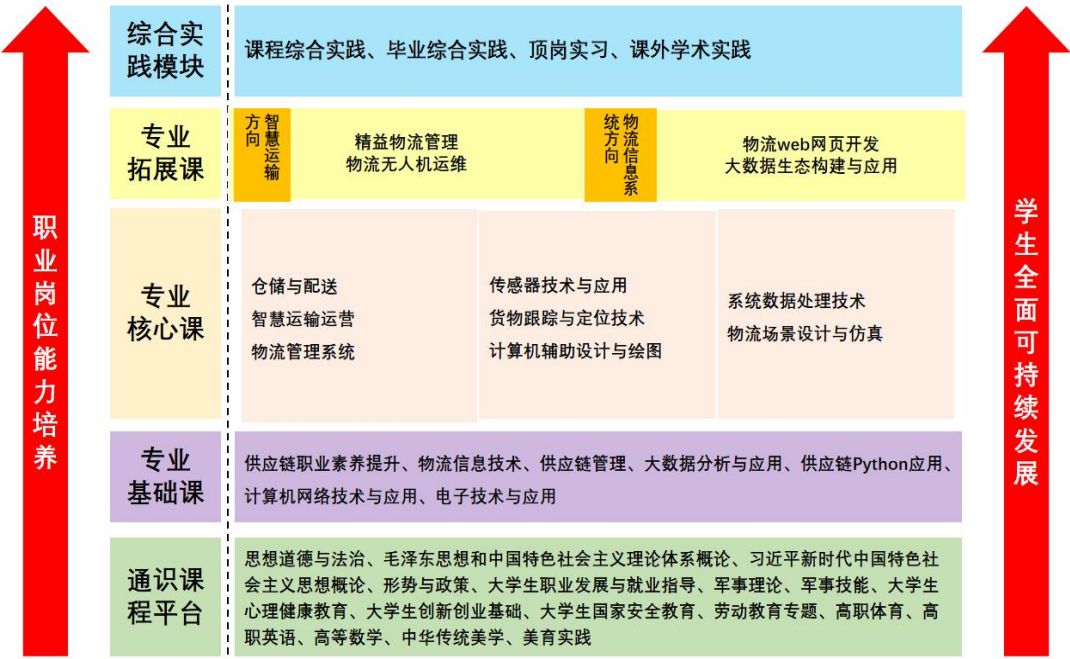 职业岗位能力培养
综合实
践模块
课程综合实践、毕业综合实践、顶岗实习、课外学术实践
专业
拓展课
智慧运输
方向
精益物流管理
物流无人机运维
物流信息系
统方向
物流web网页开发
大数据生态构建与应用
专业
核心课
仓储与配送
智慧运输运营
物流管理系统
传感器技术与应用
货物跟踪与定位技术
计算机辅助设计与绘图
系统数据处理技术
物流场景设计与仿真
专业
基础课
供应链职业素养提升、物流信息技术、供应链管理、大数据分析与应用、供应链Python应用、
计算机网络技术与应用、电子技术与应用
通识课
程平台
思想道德与法治、毛泽东思想和中国特色社会主义理论体系概论、习近平新时代中国特色社
会主义思想概论、形势与政策、大学生职业发展与就业指导、军事理论、军事技能、大学生
心理健康教育、大学生创新创业基础、大学生国家安全教育、劳动教育专题、高职体育、高
职英语、高等数学、中华传统美学、美育实践
学生全面可持续发展